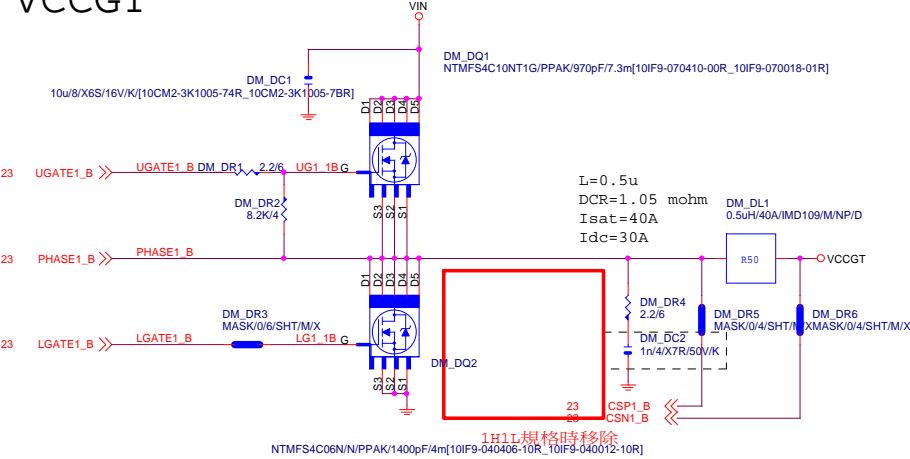 VCCGT
VIN
DM_DQ1
NTMFS4C10NT1G/PPAK/970pF/7.3m[10IF9-070410-00R_10IF9-070018-01R]
DM_DC1
10u/8/X6S/16V/K/[10CM2-3K1005-74R_10CM2-3K1005-7BR]
D1 D2 D3 D4 D5
23 UGATE1_B UGATE1_B DM_DR1 2.2/6 UG1_1B G
DM_DR2
8.2K/4
S3 S2 S1
L=0.5u
DCR=1.05 mohm
Isat=40A
Idc=30A
DM_DL1
0.5uH/40A/IMD109/M/NP/D
R50
VCCGT
23 PHASE1_B PHASE1_B
D1 D2 D3 D4 D5
DM_DR3
MASK/0/6/SHT/M/X
23 LGATE1_B LGATE1_B LG1_1B G
DM_DQ2
S3 S2 S1
DM_DR4
2.2/6
DM_DC2
1n/4/X7R/50V/K
DM_DR5
MASK/0/4/SHT/M/X
DM_DR6
MASK/0/4/SHT/M/X
23 CSP1_B
23 CSN1_B
1H1L規格時移除
NTMFS4C06N/N/PPAK/1400pF/4m[10IF9-040406-10R_10IF9-040012-10R]